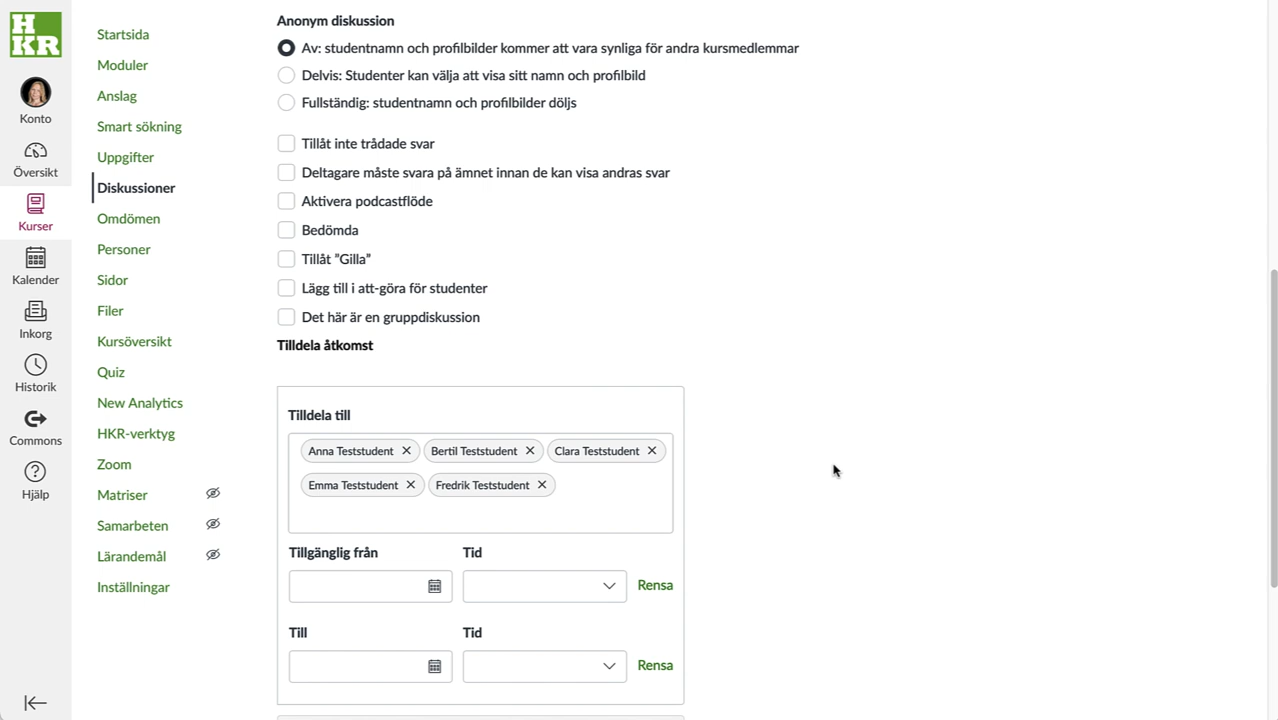 HKR
Konto
Översikt
Kurser
Kalender
Inkorg
Historik
Commons
Hjälp
Startsida
Moduler
Anslag
Smart sökning
Uppgifter
Diskussioner
Omdömen
Personer
Sidor
Filer
Kursöversikt
Quiz
New Analytics
HKR-verktyg
Zoom
Matriser
Samarbeten
Lärandemål
Inställningar
Anonym diskussion
Av: studentnamn och profilbilder kommer att vara synliga för andra kursmedlemmar
Delvis: Studenter kan välja att visa sitt namn och profilbild
Fullständig: studentnamn och profilbilder döljs
Tillåt inte trådade svar
Deltagare måste svara på ämnet innan de kan visa andras svar
Aktivera podcastflöde
Bedömda
Tillåt ”Gilla”
Lägg till i att-göra för studenter
Det här är en gruppdiskussion
Tilldela åtkomst
Tilldela till
Anna Teststudent Bertil Teststudent Clara Teststudent
Emma Teststudent Fredrik Teststudent
Tillgänglig från Tid
Rensa
Till Tid
Rensa